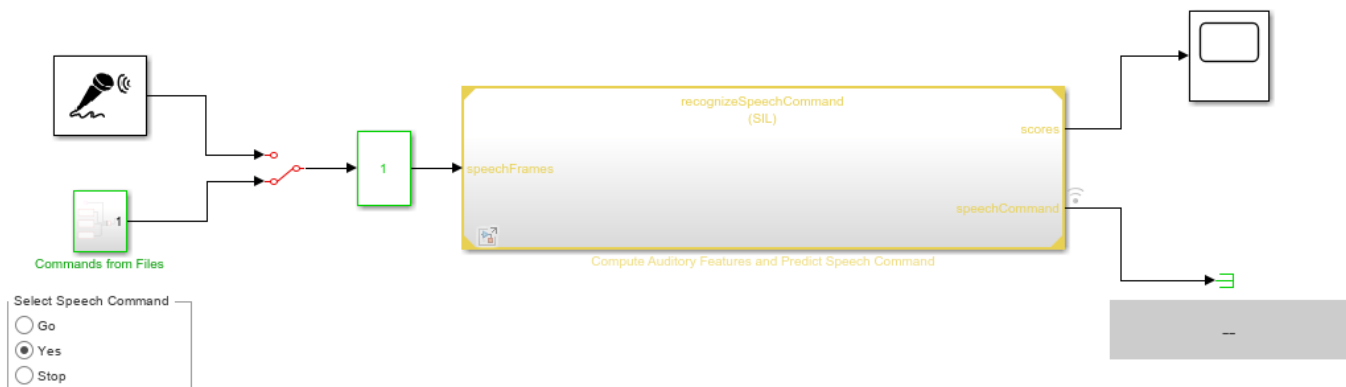 recognizeSpeechCommand
(SIL)
scores
1
speechFrames
speechCommand
1
Commands from Files
Compute Auditory Features and Predict Speech Command
Select Speech Command
Go
Yes
Stop
--